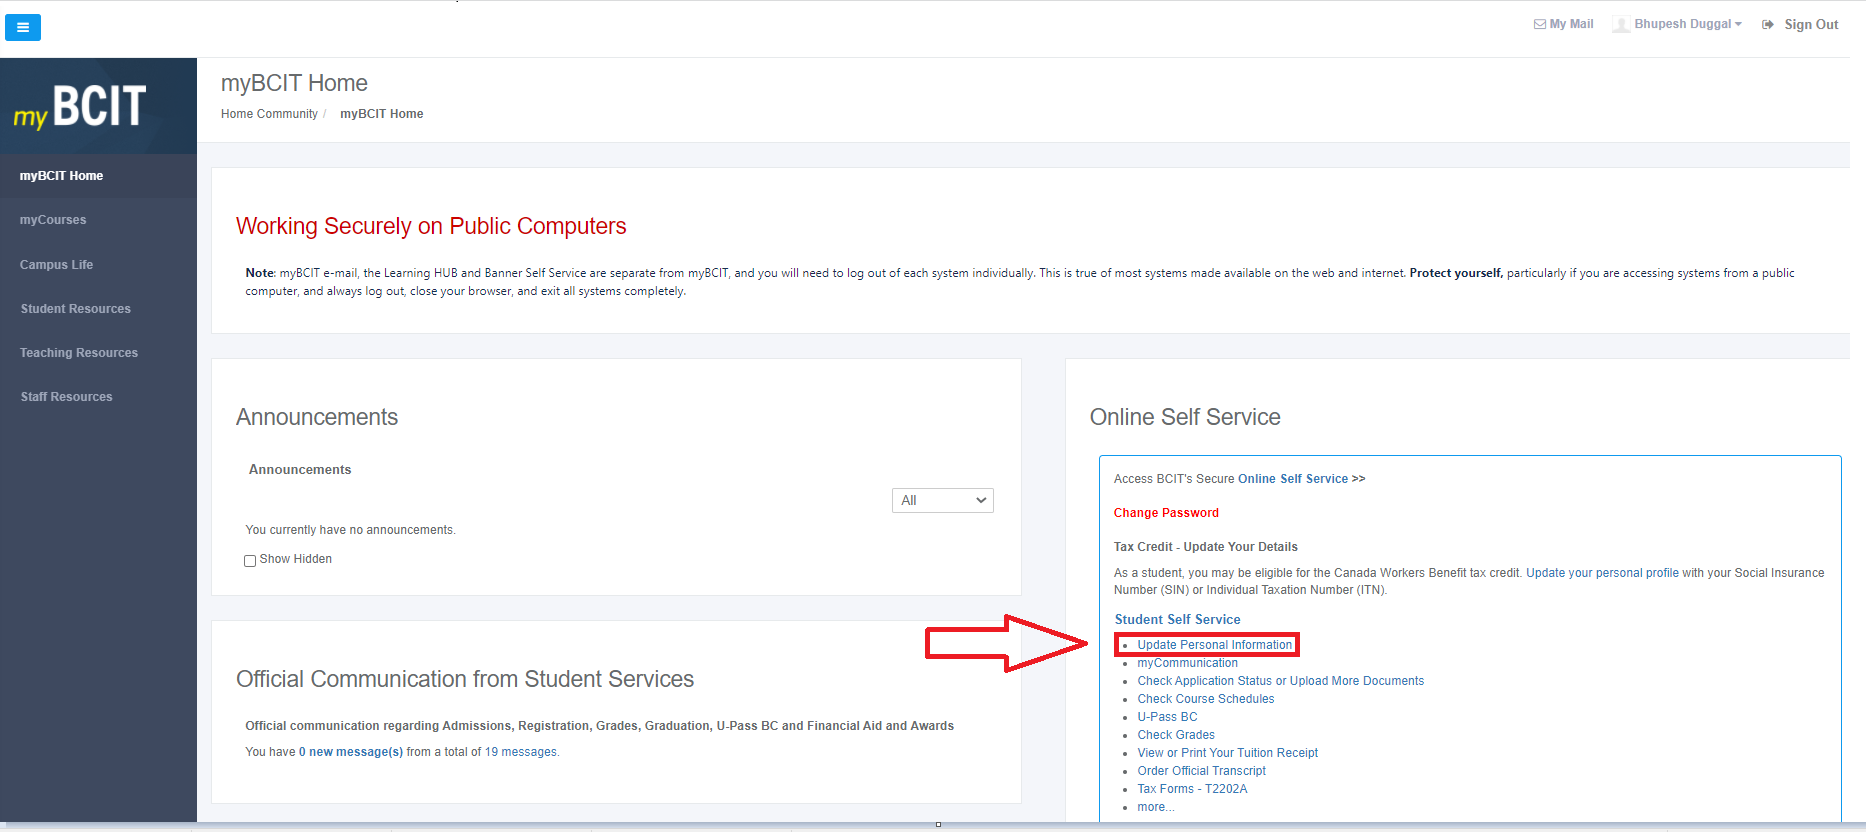 My Mail
Bhupesh Duggal
Sign Out
my BCIT
myBCIT Home
Home Community / myBCIT Home
myBCIT Home
myCourses
Campus Life
Student Resources
Teaching Resources
Staff Resources
Working Securely on Public Computers
Note: myBCIT e-mail, the Learning HUB and Banner Self Service are separate from myBCIT, and you will need to log out of each system individually. This is true of most systems made available on the web and internet. Protect yourself, particularly if you are accessing systems from a public
computer, and always log out, close your browser, and exit all systems completely.
Announcements
Announcements
All
You currently have no announcements.
Show Hidden
Official Communication from Student Services
Official communication regarding Admissions, Registration, Grades, Graduation, U-Pass BC and Financial Aid and Awards
You have 0 new message(s) from a total of 19 messages.
Online Self Service
Access BCIT's Secure Online Self Service >>
Change Password
Tax Credit - Update Your Details
As a student, you may be eligible for the Canada Workers Benefit tax credit. Update your personal profile with your Social Insurance
Number (SIN) or Individual Taxation Number (ITN).
Student Self Service
Update Personal Information
myCommunication
Check Application Status or Upload More Documents
Check Course Schedules
U-Pass BC
Check Grades
View or Print Your Tuition Receipt
Order Official Transcript
Tax Forms - T2202A
more...